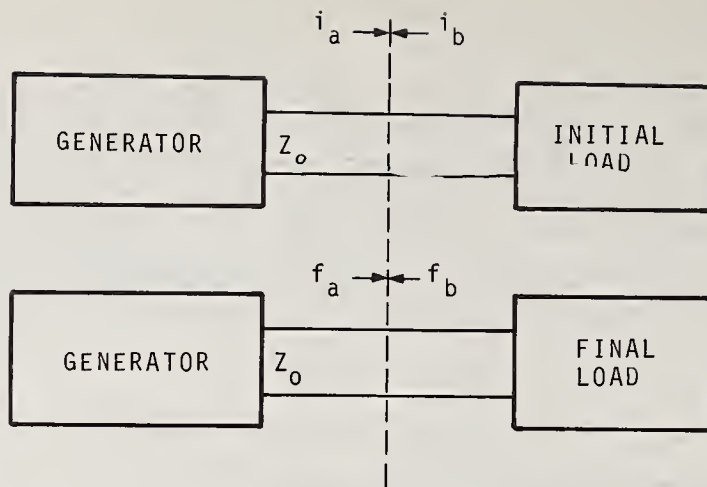 i_a i_b
GENERATOR
Z_o
INITIAL
LOAD
f_a f_b
GENERATOR
Z_o
FINAL
LOAD